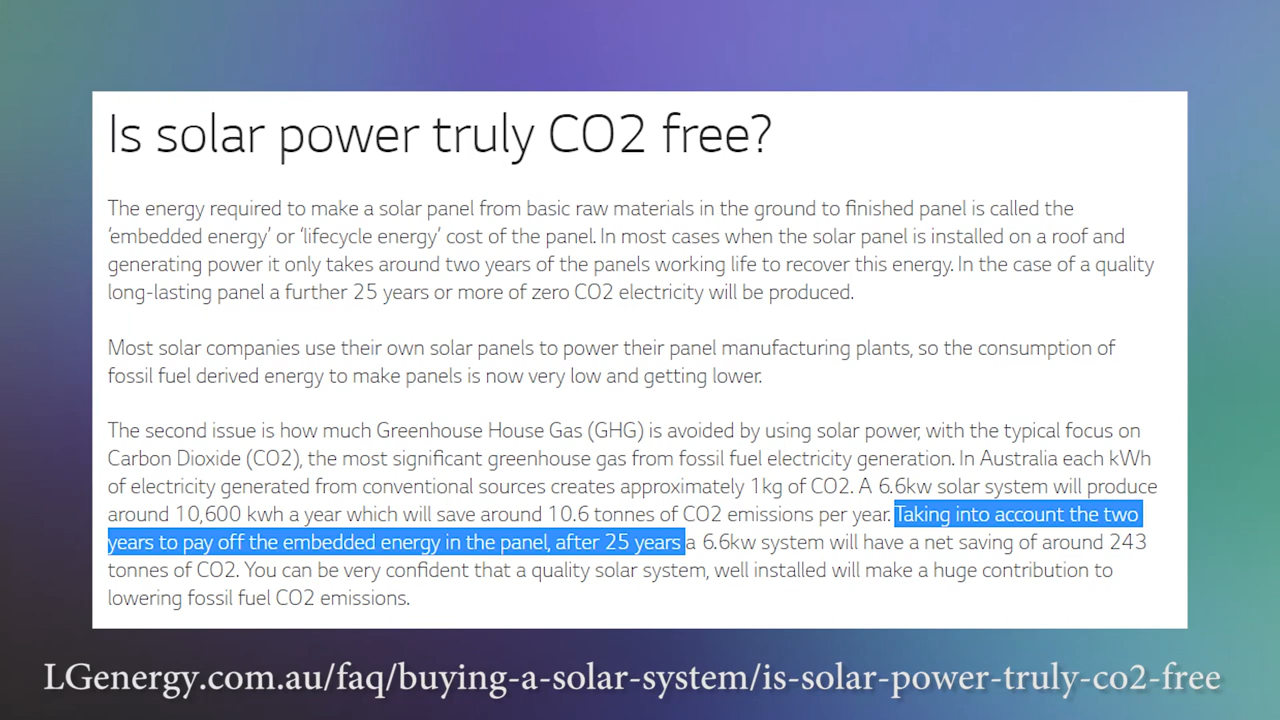 Is solar power truly CO2 free?
The energy required to make a solar panel from basic raw materials in the ground to finished panel is called the
‘embedded energy’ or ‘lifecycle energy’ cost of the panel. In most cases when the solar panel is installed on a roof and
generating power it only takes around two years of the panels working life to recover this energy. In the case of a quality
long-lasting panel a further 25 years or more of zero CO2 electricity will be produced.
Most solar companies use their own solar panels to power their panel manufacturing plants, so the consumption of
fossil fuel derived energy to make panels is now very low and getting lower.
The second issue is how much Greenhouse House Gas (GHG) is avoided by using solar power, with the typical focus on
Carbon Dioxide (CO2), the most significant greenhouse gas from fossil fuel electricity generation. In Australia each kWh
of electricity generated from conventional sources creates approximately 1kg of CO2. A 6.6kw solar system will produce
around 10,600 kwh a year which will save around 10.6 tonnes of CO2 emissions per year. Taking into account the two
years to pay off the embedded energy in the panel, after 25 years a 6.6kw system will have a net saving of around 243
tonnes of CO2. You can be very confident that a quality solar system, well installed will make a huge contribution to
lowering fossil fuel CO2 emissions.
LGenergy.com.au/faq/buying-a-solar-system/is-solar-power-truly-co2-free